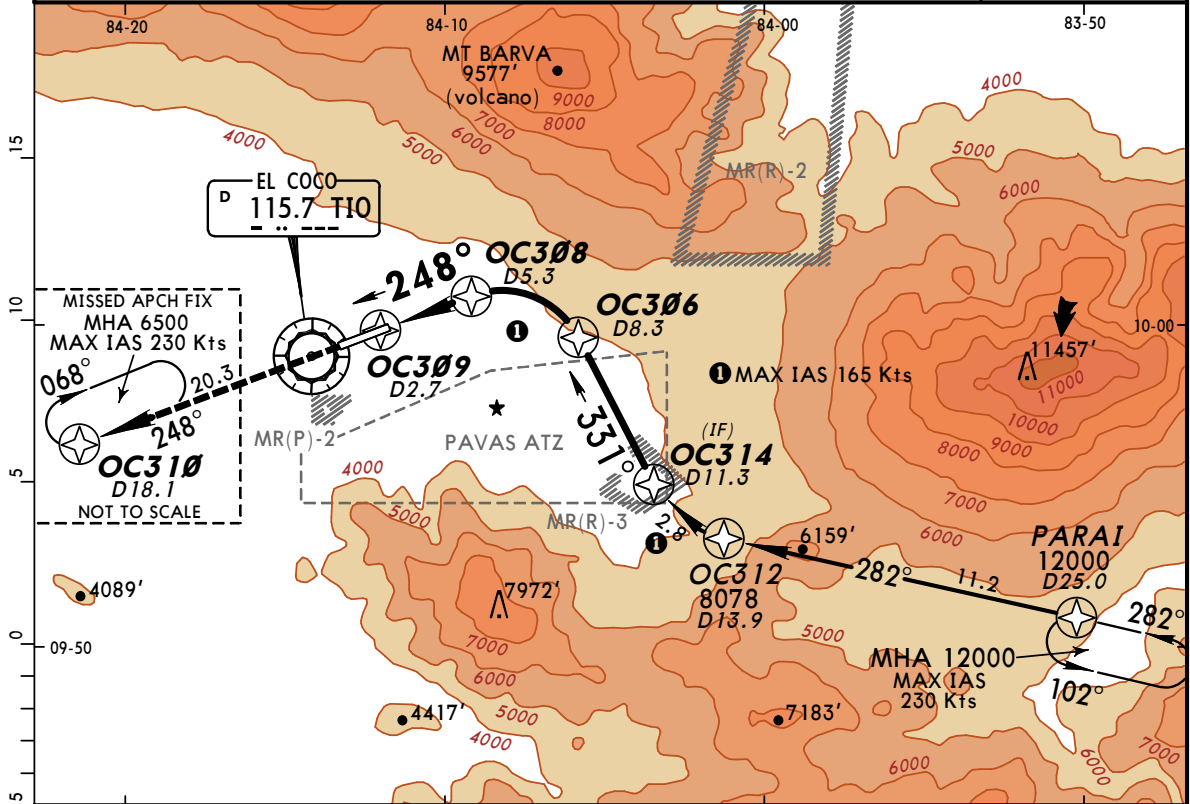 84-20
84-10
84-00
83-50
MT BARVA
9577'
(volcano)
9000
8000
7000
6000
5000
4000
4000
5000
6000
MR(R)-2
15
EL COCO
D 115.7 TIO
248°
OC3Ø8
D5.3
OC3Ø6
D8.3
10
10-00
MISSED APCH FIX
MHA 6500
MAX IAS 230 Kts
068°
20.3
248°
OC31Ø
D18.1
NOT TO SCALE
1
OC3Ø9
D2.7
1 MAX IAS 165 Kts
11457'
11000
10000
9000
8000
7000
6000
MR(P)-2
PAVAS ATZ
331°
(IF)
OC314
D11.3
5
4000
5000
MR(R)-3
2.8
1
6159'
OC312
8078
D13.9
282°
11.2
PARAI
12000
D25.0
282°
4089'
7972'
7000
6000
5000
4000
5000
0
09-50
MHA 12000
MAX IAS
230 Kts
102°
4417'
7183'
6000
6000
7000
5